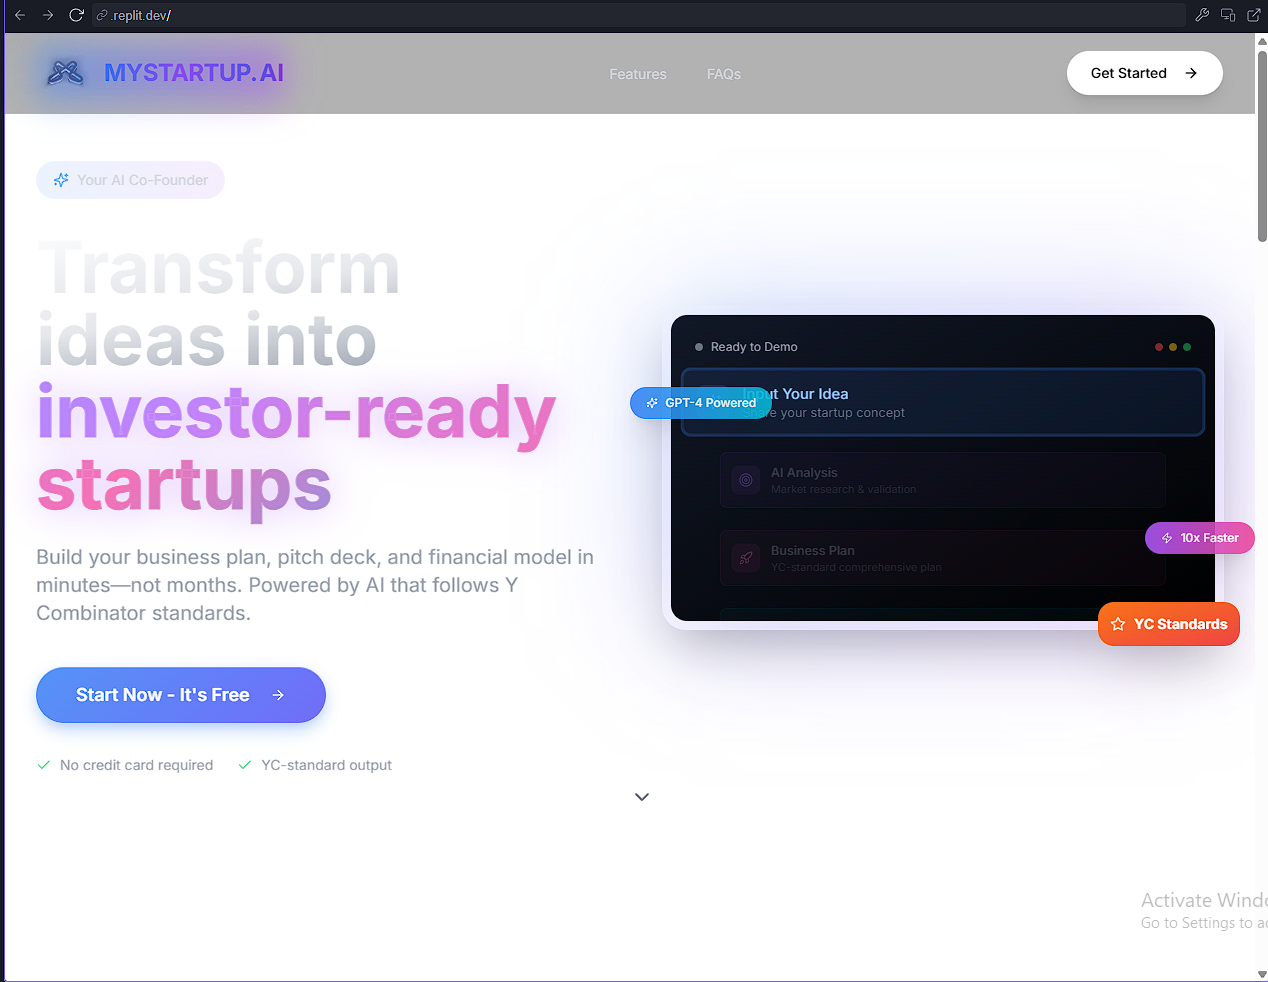 .replit.dev/
MYSTARTUP.AI
Features
FAQs
Get Started
Your AI Co-Founder
Transform
ideas into
investor-ready
startups
Build your business plan, pitch deck, and financial model in
minutes—not months. Powered by AI that follows Y
Combinator standards.
Start Now - It's Free
No credit card required
YC-standard output
Ready to Demo
Input Your Idea
GPT-4 Powered
Share your startup concept
AI Analysis
Market research & validation
10x Faster
Business Plan
YC-standard comprehensive plan
YC Standards
Activate Windo
Go to Settings to ac